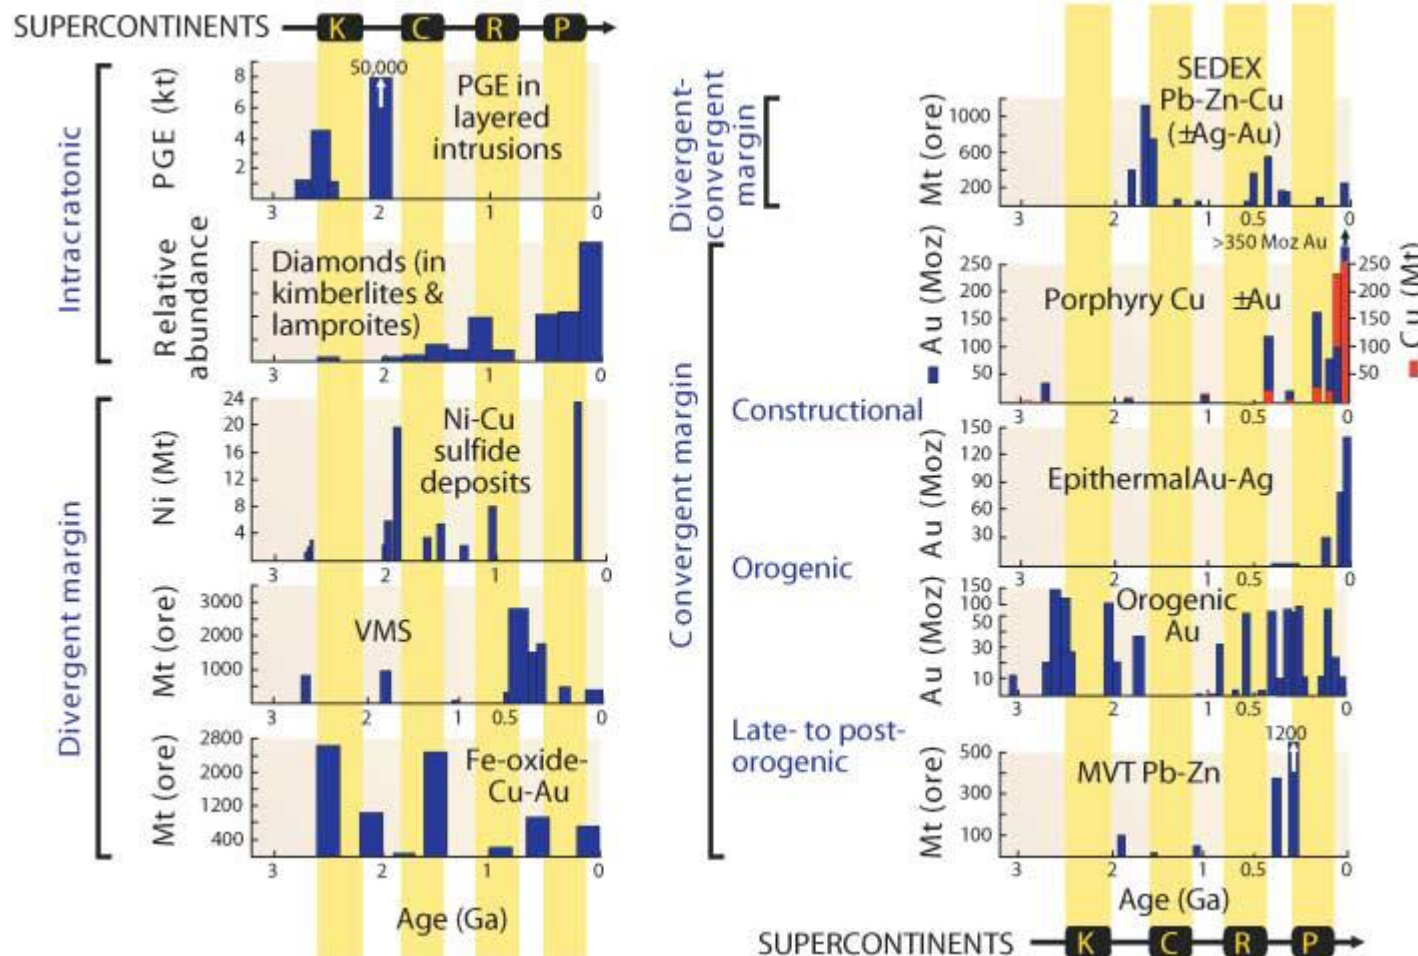 SUPERCONTINENTS K C R P
Intracratonic
PGE (kt)
8
6
4
2
50,000
PGE in
layered
intrusions
3 2 1 0
Relative
abundance
Diamonds (in
kimberlites &
lamproites)
3 2 1 0
Divergent margin
Ni (Mt)
24
20
16
12
8
4
Ni-Cu
sulfide
deposits
3 2 1 0
Mt (ore)
3000
2000
1000
VMS
3 2 1 0.5 0
Mt (ore)
2800
2000
1200
400
Fe-oxide-
Cu-Au
3 2 1 0
Age (Ga)
Divergent-
convergent
margin
Mt (ore)
1000
600
200
SEDEX
Pb-Zn-Cu
(±Ag-Au)
3 2 1 0.5 0
Convergent margin
Constructional
Au (Moz)
250
200
150
100
50
>350 Moz Au
Porphyry Cu ±Au
250
200
150
100
50
Cu (Mt)
3 2 1 0.5 0
Au (Moz)
150
120
90
60
30
EpithermalAu-Ag
3 2 1 0.5 0
Orogenic
Au (Moz)
150
100
50
30
10
Orogenic
Au
3 2 1 0.5 0
Late- to post-
orogenic
Mt (ore)
500
300
100
1200
MVT Pb-Zn
3 2 1 0.5 0
Age (Ga)
SUPERCONTINENTS K C R P